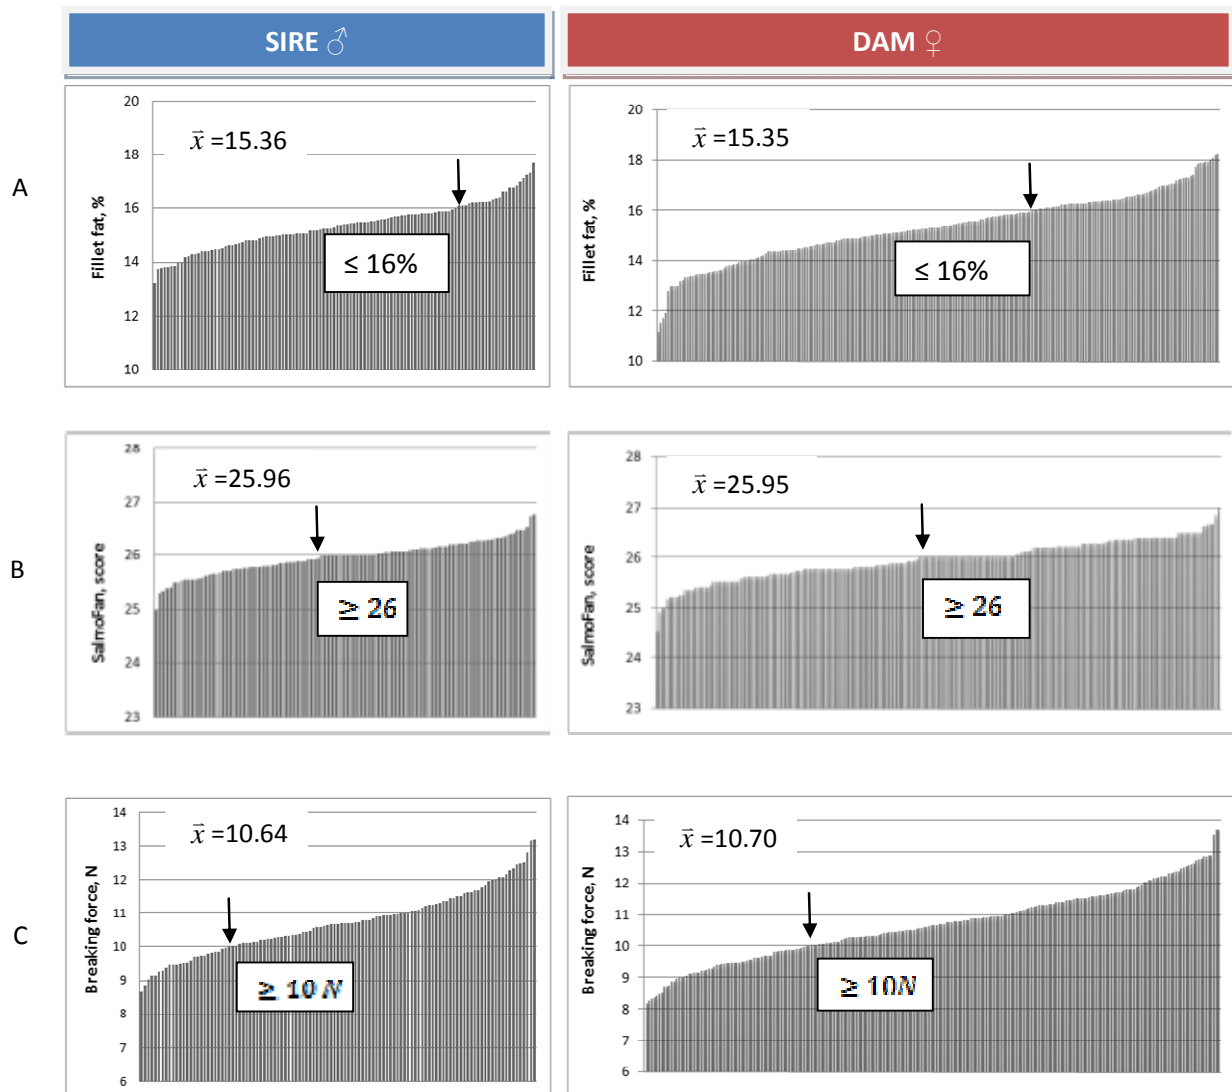 SIRE ♂
DAM ♀
A
Fillet fat, %
20
18
16
14
12
10
x̄ =15.36
≤ 16%
Fillet fat, %
20
18
16
14
12
10
x̄ =15.35
≤ 16%
B
SalmoFan, score
28
27
26
25
24
23
x̄ =25.96
≥ 26
SalmoFan, score
28
27
26
25
24
23
x̄ =25.95
≥ 26
C
Breaking force, N
14
13
12
11
10
9
8
7
6
x̄ =10.64
≥ 10 N
Breaking force, N
14
13
12
11
10
9
8
7
6
x̄ =10.70
≥ 10N